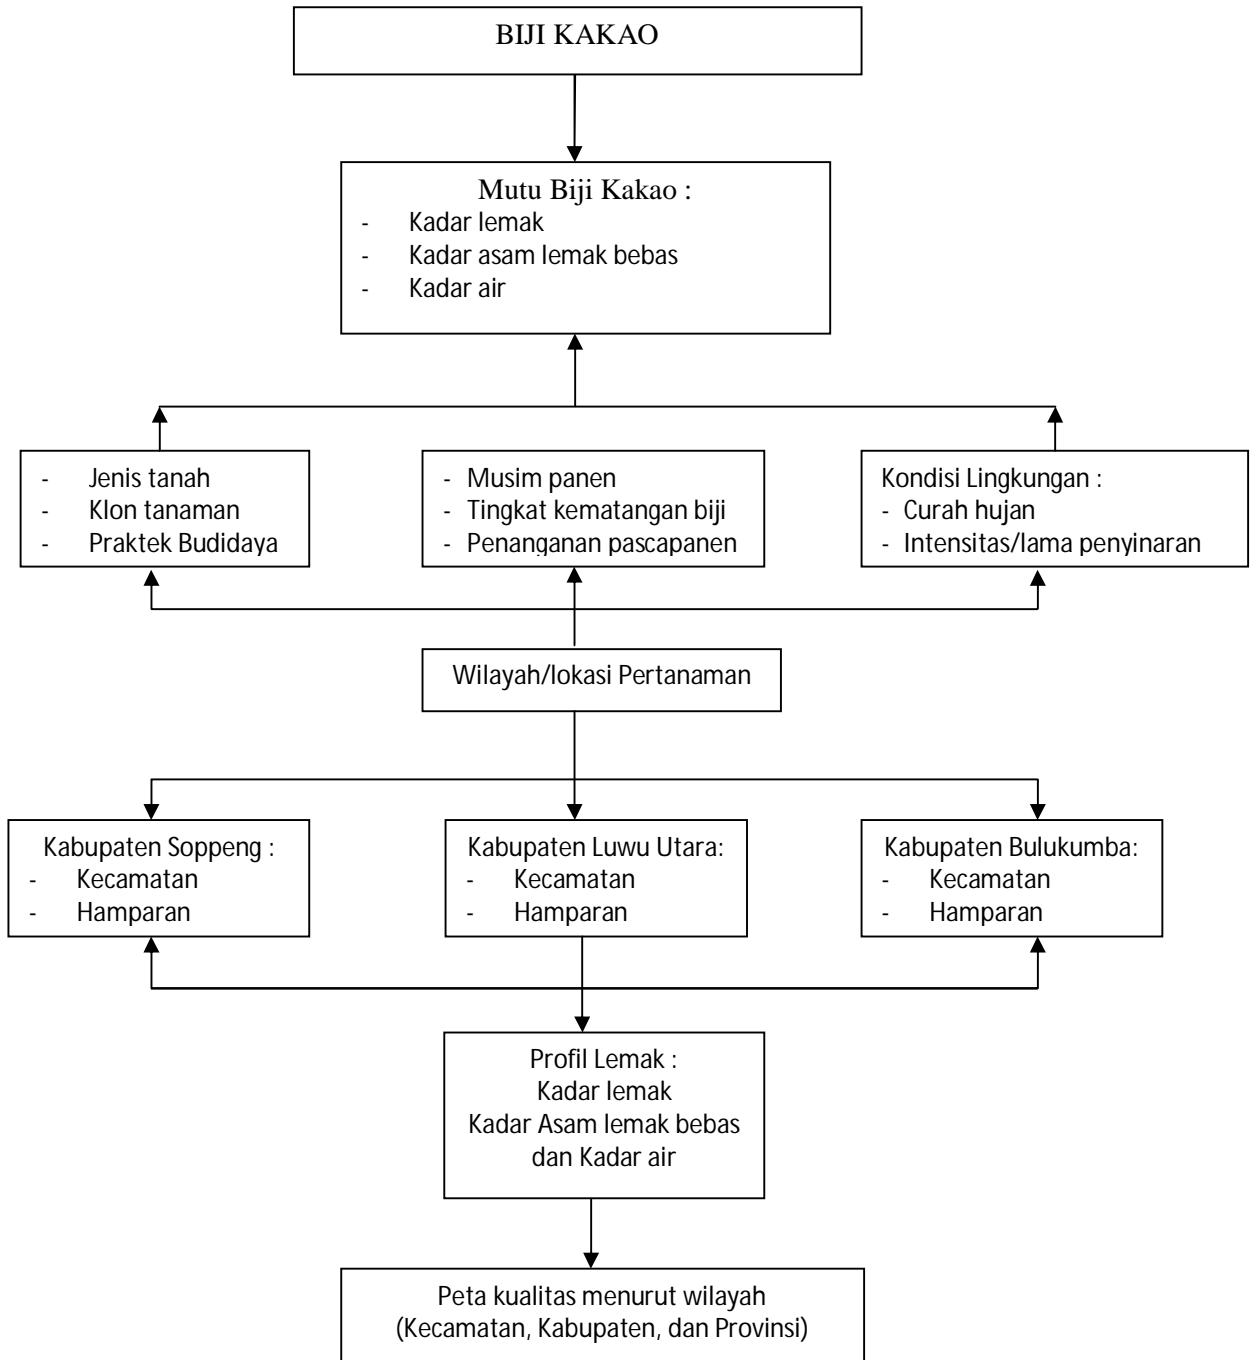 BIJI KAKAO
Mutu Biji Kakao :
- Kadar lemak
- Kadar asam lemak bebas
- Kadar air
- Jenis tanah
- Klon tanaman
- Praktek Budidaya
- Musim panen
- Tingkat kematangan biji
- Penanganan pascapanen
Kondisi Lingkungan :
- Curah hujan
- Intensitas/lama penyinaran
Wilayah/lokasi Pertanaman
Kabupaten Soppeng :
- Kecamatan
- Hamparan
Kabupaten Luwu Utara:
- Kecamatan
- Hamparan
Kabupaten Bulukumba:
- Kecamatan
- Hamparan
Profil Lemak :
Kadar lemak
Kadar Asam lemak bebas
dan Kadar air
Peta kualitas menurut wilayah
(Kecamatan, Kabupaten, dan Provinsi)